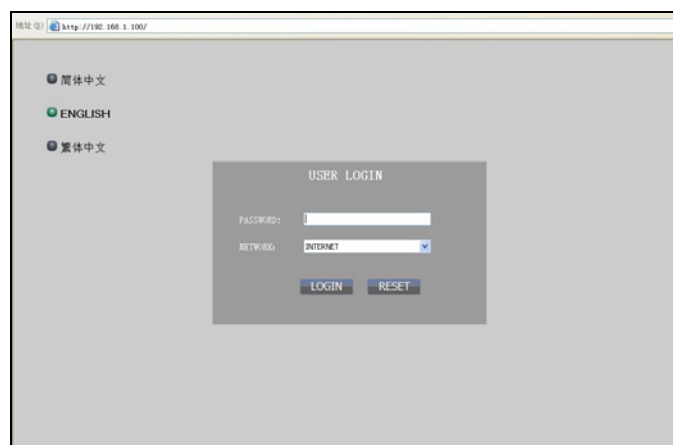 地址(D) http://192.168.1.100/
简体中文
ENGLISH
繁体中文
USER LOGIN
PASSWORD:
NETWORK:
INTERNET
LOGIN RESET